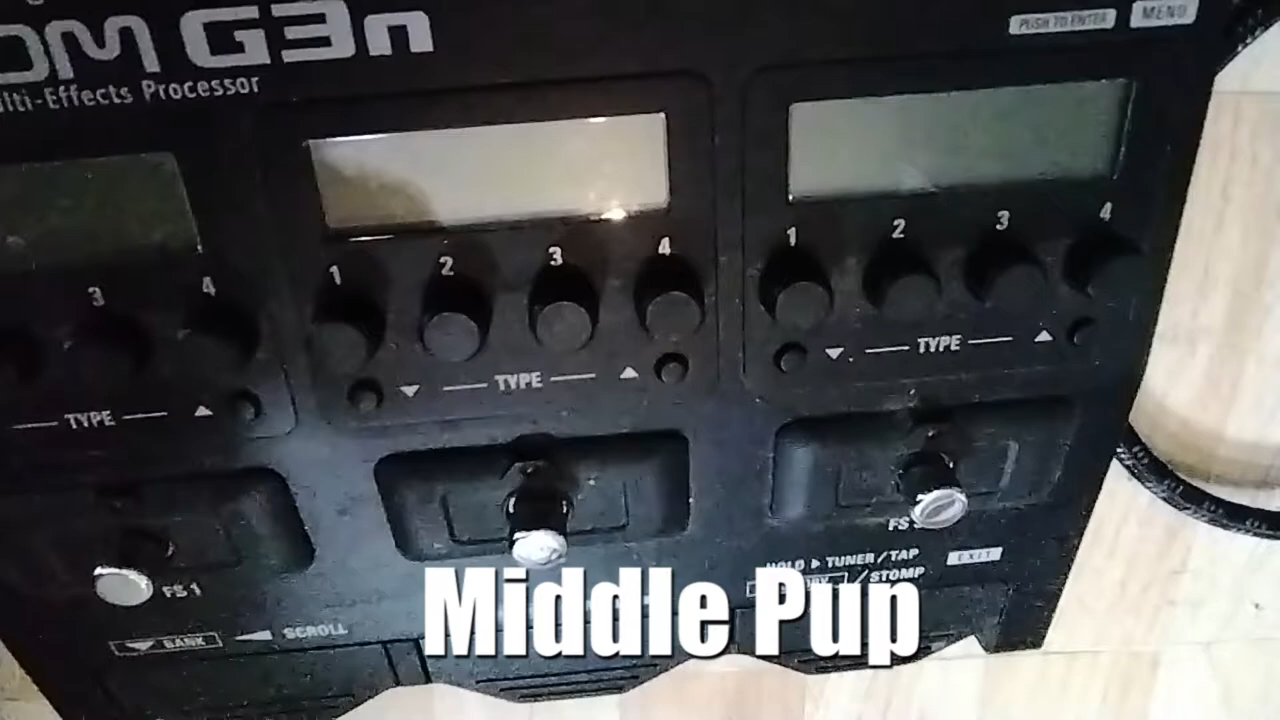 OM G3n
PUSH TO ENTER
MENU
lti-Effects Processor
1 2 3 4
1 2 3 4
3 4
TYPE
TYPE
TYPE
FS
HOLD ▶ TUNER/TAP
EXIT
/STOMP
FS 1
BANK
SCROLL
Middle Pup